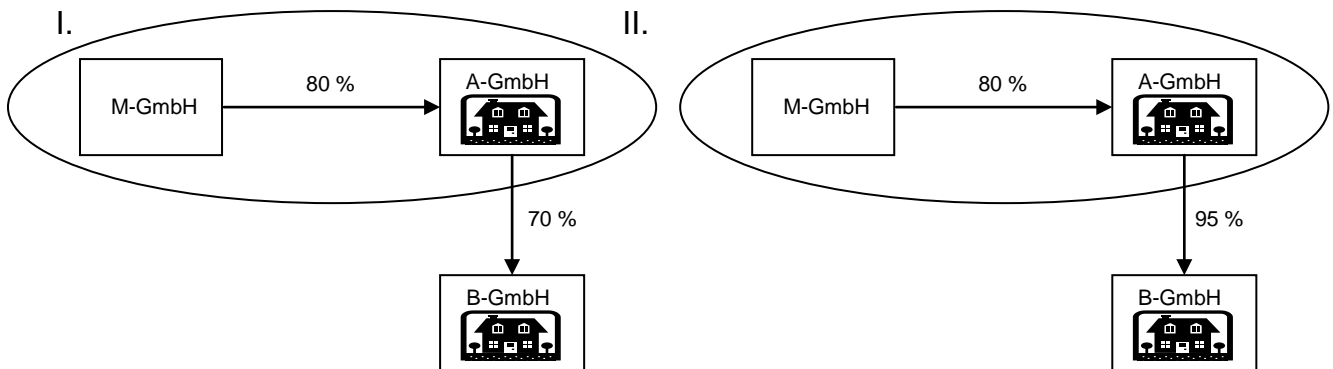 I.
M-GmbH
80 %
A-GmbH
70 %
B-GmbH
II.
M-GmbH
80 %
A-GmbH
95 %
B-GmbH